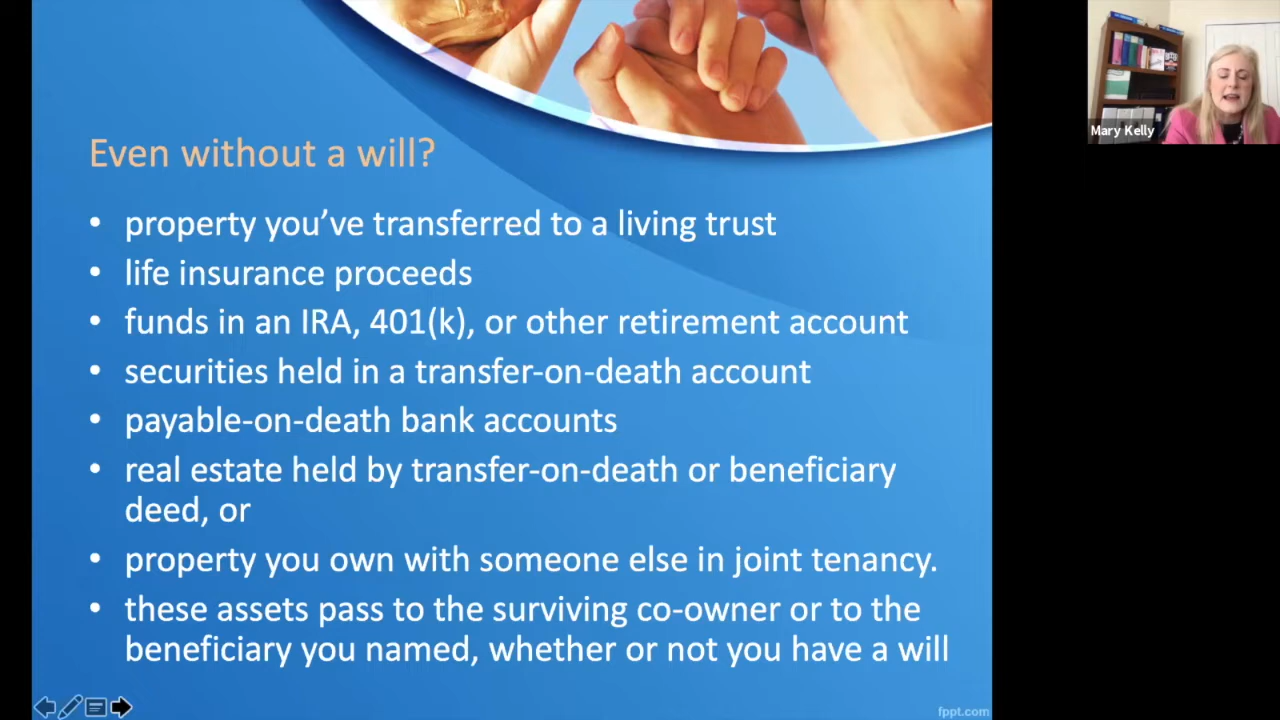 Even without a will?
• property you’ve transferred to a living trust
• life insurance proceeds
• funds in an IRA, 401(k), or other retirement account
• securities held in a transfer-on-death account
• payable-on-death bank accounts
• real estate held by transfer-on-death or beneficiary
deed, or
• property you own with someone else in joint tenancy.
• these assets pass to the surviving co-owner or to the
beneficiary you named, whether or not you have a will
fppt.com
Mary Kelly